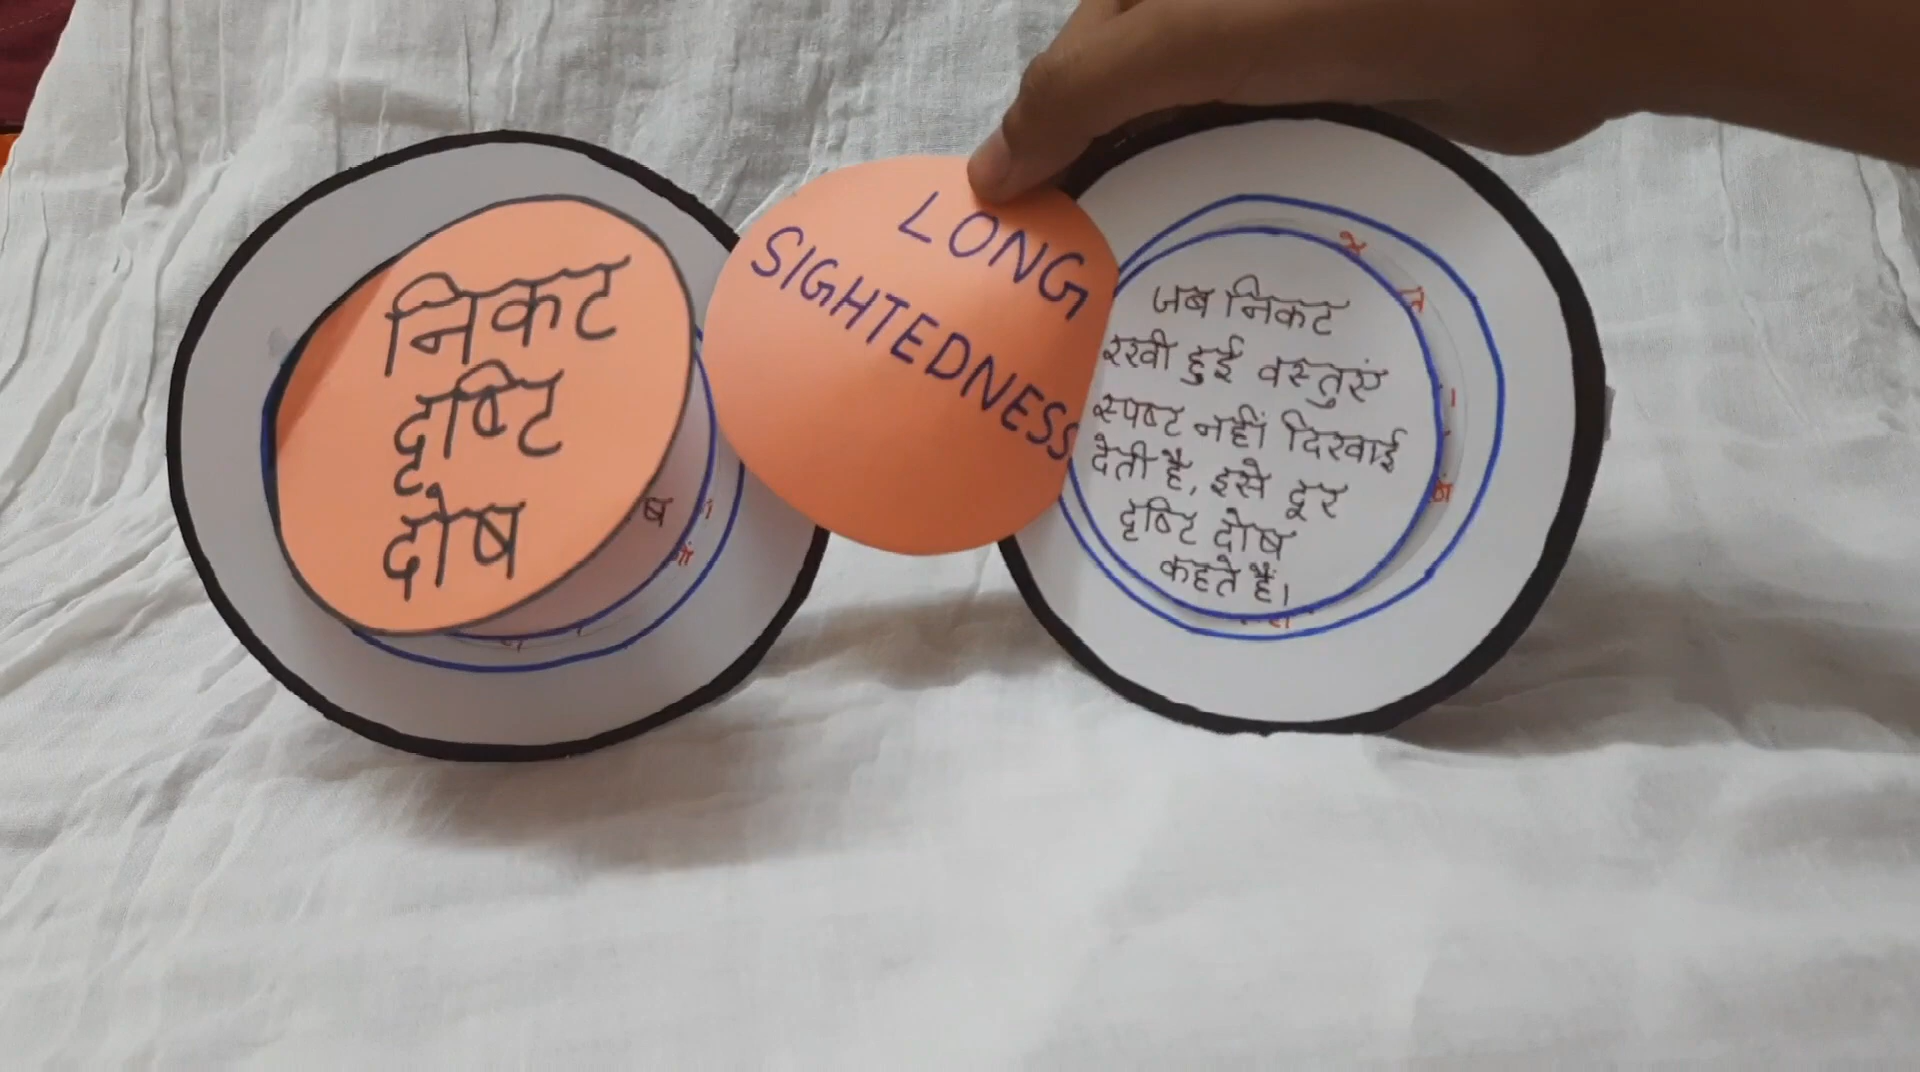 निकट
दृष्टि
दोष
LONG
SIGHTEDNESS
जब निकट
रखी हुई वस्तुएं
स्पष्ट नहीं दिखाई
देती है, इसे दूर
दृष्टि दोष
कहते हैं।